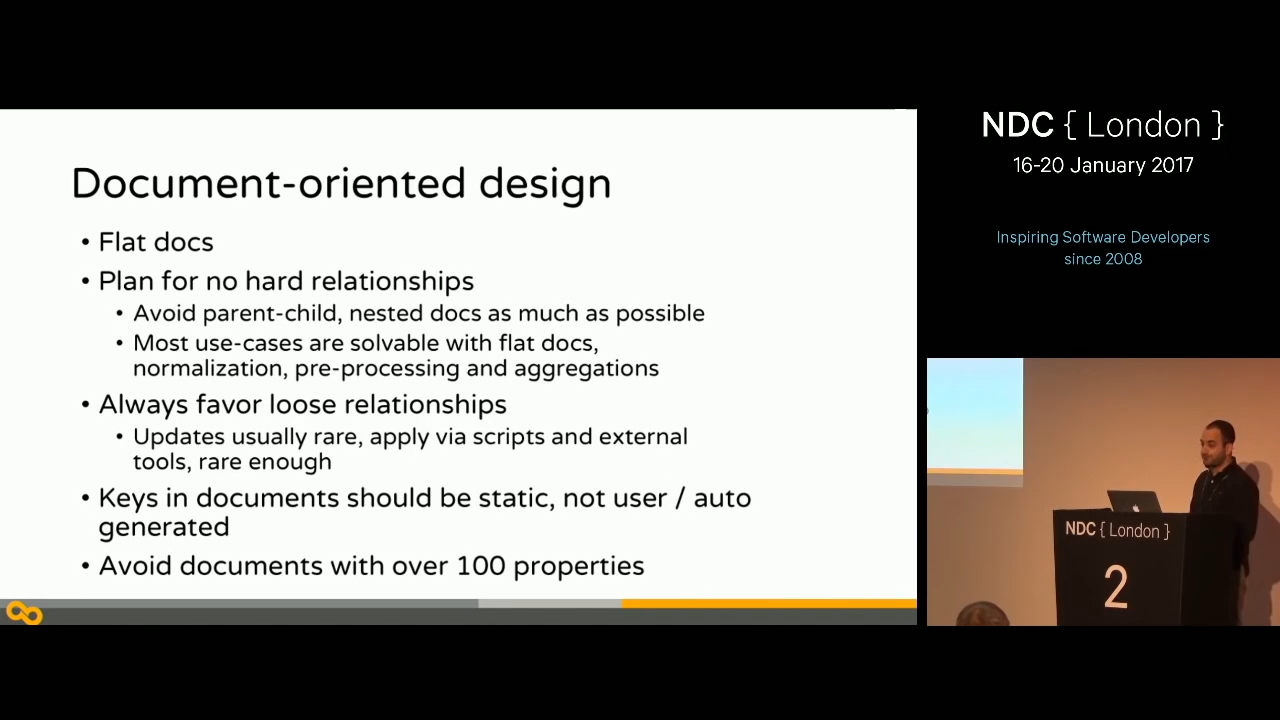 Document-oriented design
• Flat docs
• Plan for no hard relationships
• Avoid parent-child, nested docs as much as possible
• Most use-cases are solvable with flat docs,
normalization, pre-processing and aggregations
• Always favor loose relationships
• Updates usually rare, apply via scripts and external
tools, rare enough
• Keys in documents should be static, not user / auto
generated
• Avoid documents with over 100 properties
NDC { London }
16-20 January 2017
Inspiring Software Developers
since 2008
NDC { London }
2